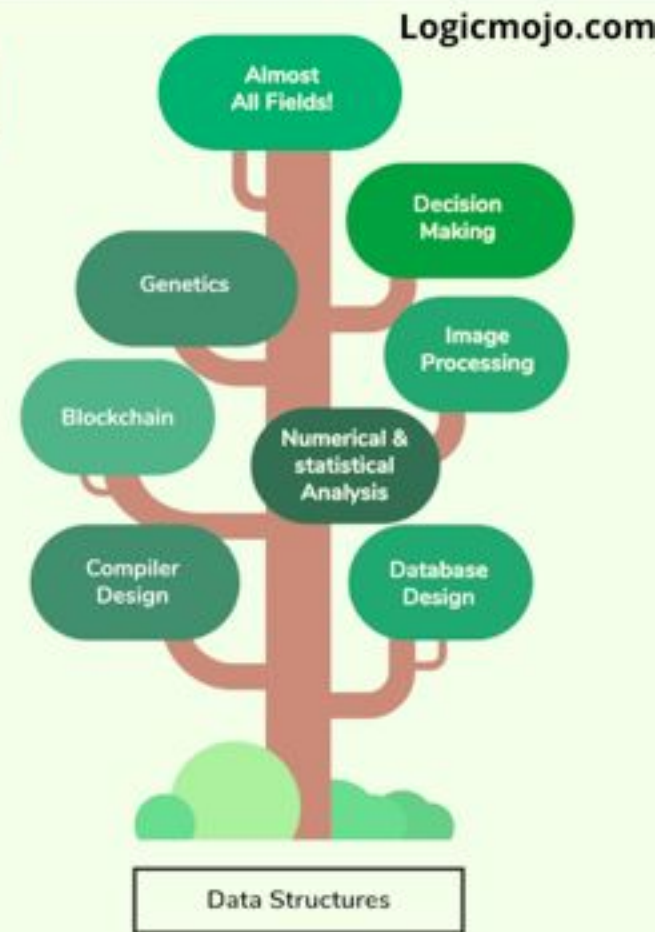 Logicmojo.com
Almost
All Fields!
Decision
Making
Genetics
Image
Processing
Blockchain
Numerical &
statistical
Analysis
Compiler
Design
Database
Design
Data Structures